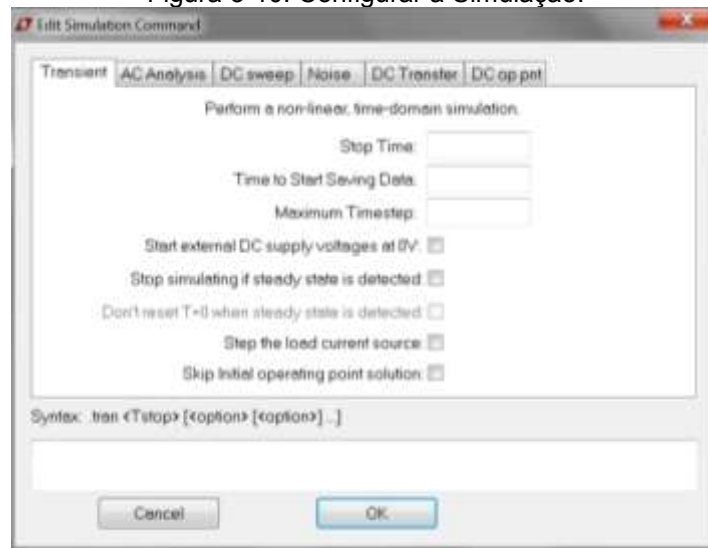 Configurar a Simulação.
Edit Simulation Command
Transient AC Analysis DC sweep Noise DC Transfer DC op pnt
Perform a non-linear, time-domain simulation.
Stop Time:
Time to Start Saving Data:
Maximum Timestep:
Start external DC supply voltages at 0V:
Stop simulating if steady state is detected:
Don't reset T=0 when steady state is detected:
Step the load current source:
Skip Initial operating point solution:
Syntax: .tran <Tstop> [<option> [<option>] ...]
Cancel OK